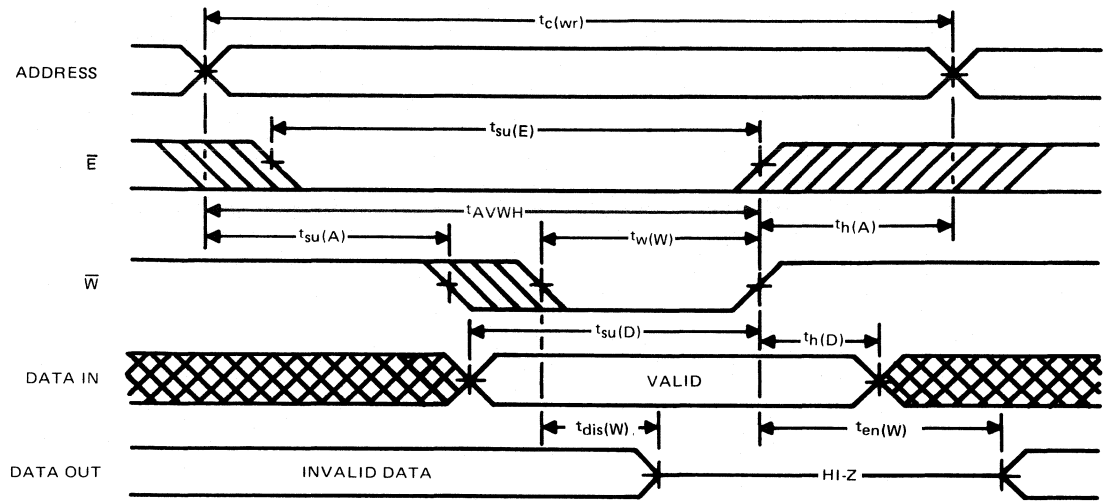 tc(wr)
ADDRESS
tsu(E)
E̅
tAVWH
th(A)
tsu(A)
tw(W)
W̅
tsu(D)
th(D)
DATA IN
VALID
tdis(W)
ten(W)
DATA OUT
INVALID DATA
HI-Z